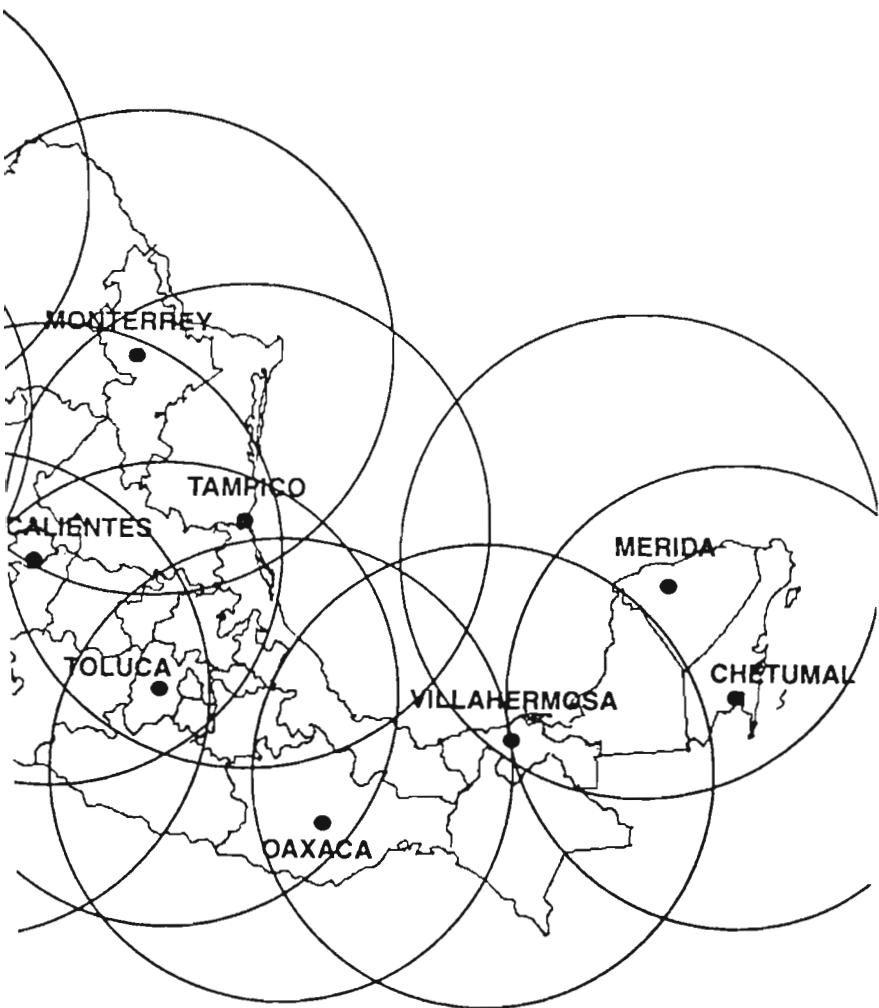 MONTERREY
TAMPICO
CALIENTES
MERIDA
TOLUCA
CHETUMAL
VILLAHERMOSA
OAXACA